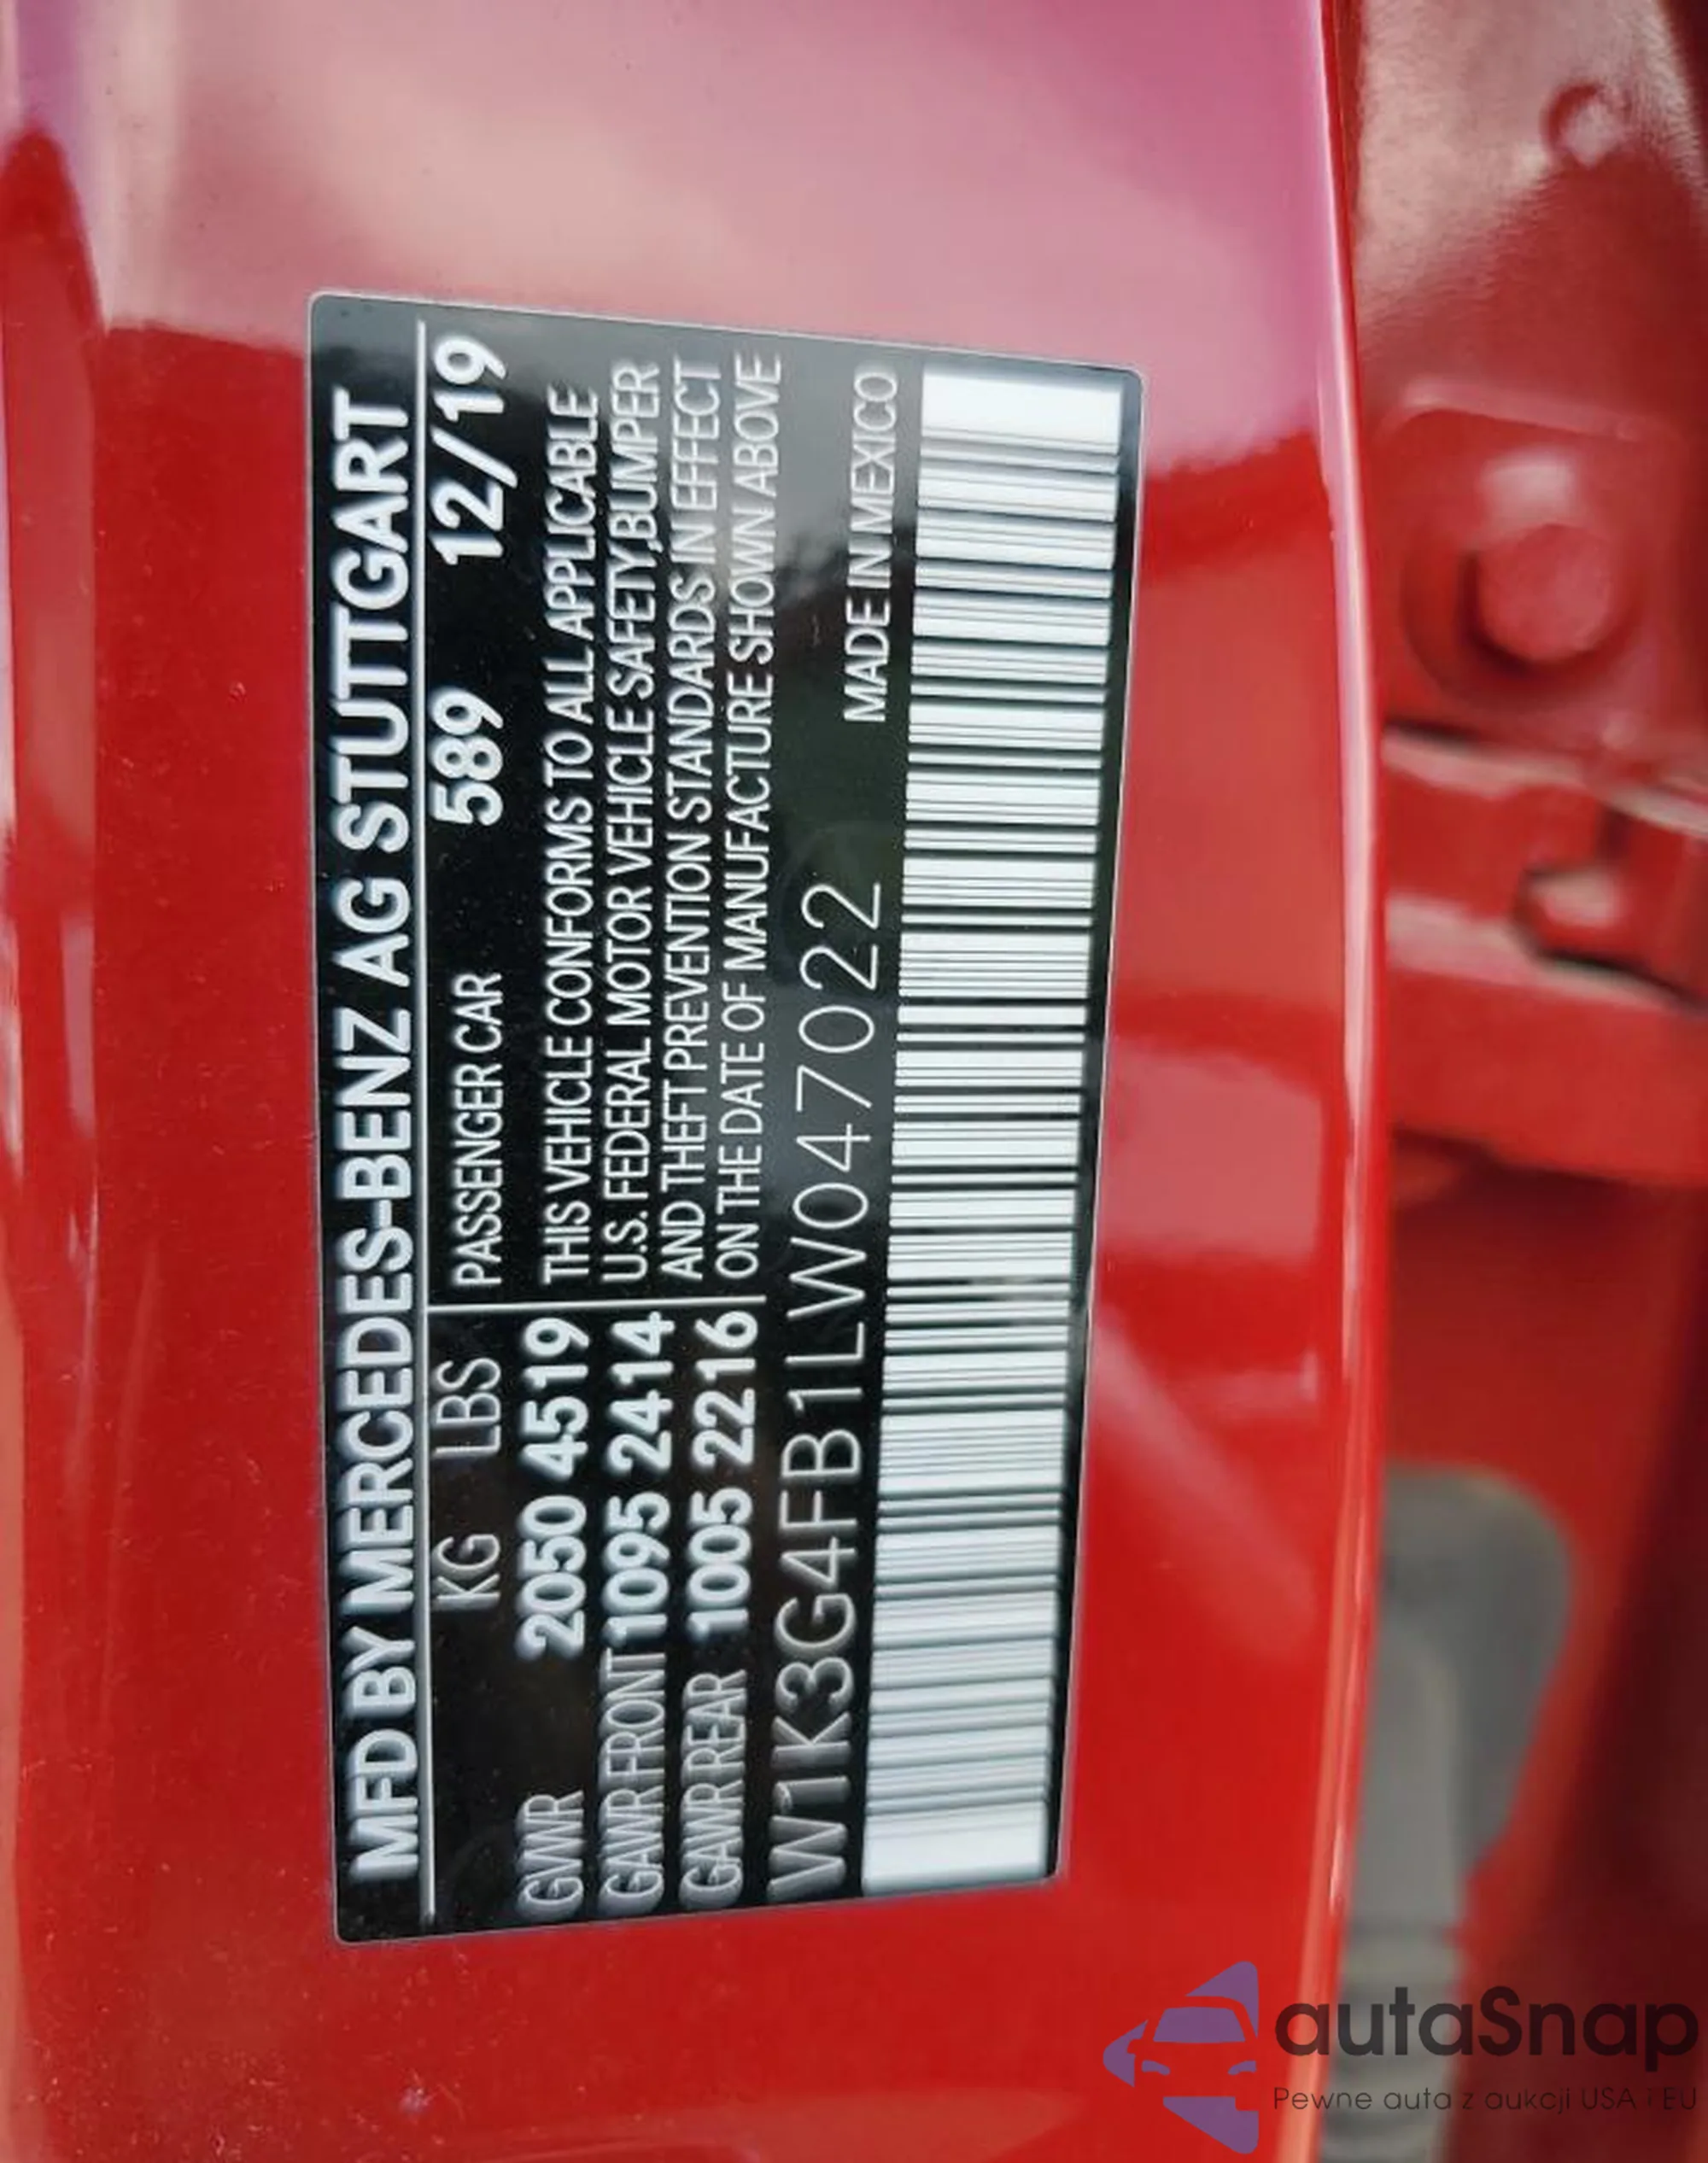 MFD BY MERCEDES-BENZ AG STUTTGART
KG LBS PASSENGER CAR 589 12/19
GWR 2050 4519 THIS VEHICLE CONFORMS TO ALL APPLICABLE
GAWR FRONT 1095 2414 U.S. FEDERAL MOTOR VEHICLE SAFETY,BUMPER
GAWR REAR 1005 2216 AND THEFT PREVENTION STANDARDS IN EFFECT
ON THE DATE OF MANUFACTURE SHOWN ABOVE
W1K3G4FB1LW047022 MADE IN MEXICO
autaSnap
Pewne auta z aukcji USA i EU